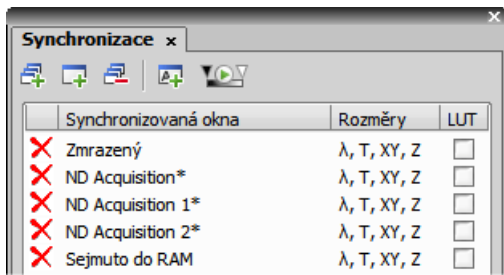 Synchronizace x
Synchronizovaná okna Rozměry LUT
Zmrazený λ, T, XY, Z
ND Acquisition* λ, T, XY, Z
ND Acquisition 1* λ, T, XY, Z
ND Acquisition 2* λ, T, XY, Z
Sejmuto do RAM λ, T, XY, Z